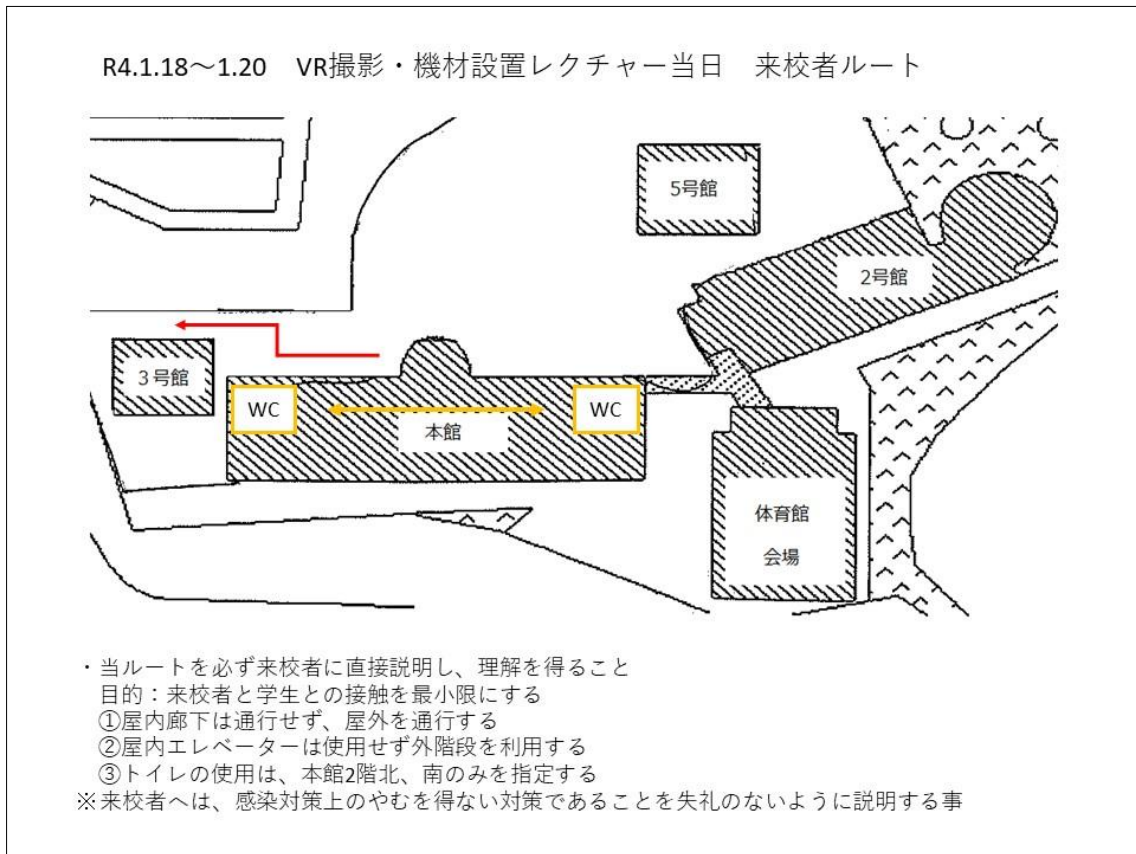 R4.1.18～1.20　VR撮影・機材設置レクチャー当日　来校者ルート
5号館
2号館
３号館
WC
WC
本館
体育館
会場
・当ルートを必ず来校者に直接説明し、理解を得ること
目的：来校者と学生との接触を最小限にする
①屋内廊下は通行せず、屋外を通行する
②屋内エレベーターは使用せず外階段を利用する
③トイレの使用は、本館2階北、南のみを指定する
※来校者へは、感染対策上のやむを得ない対策であることを失礼のないように説明する事